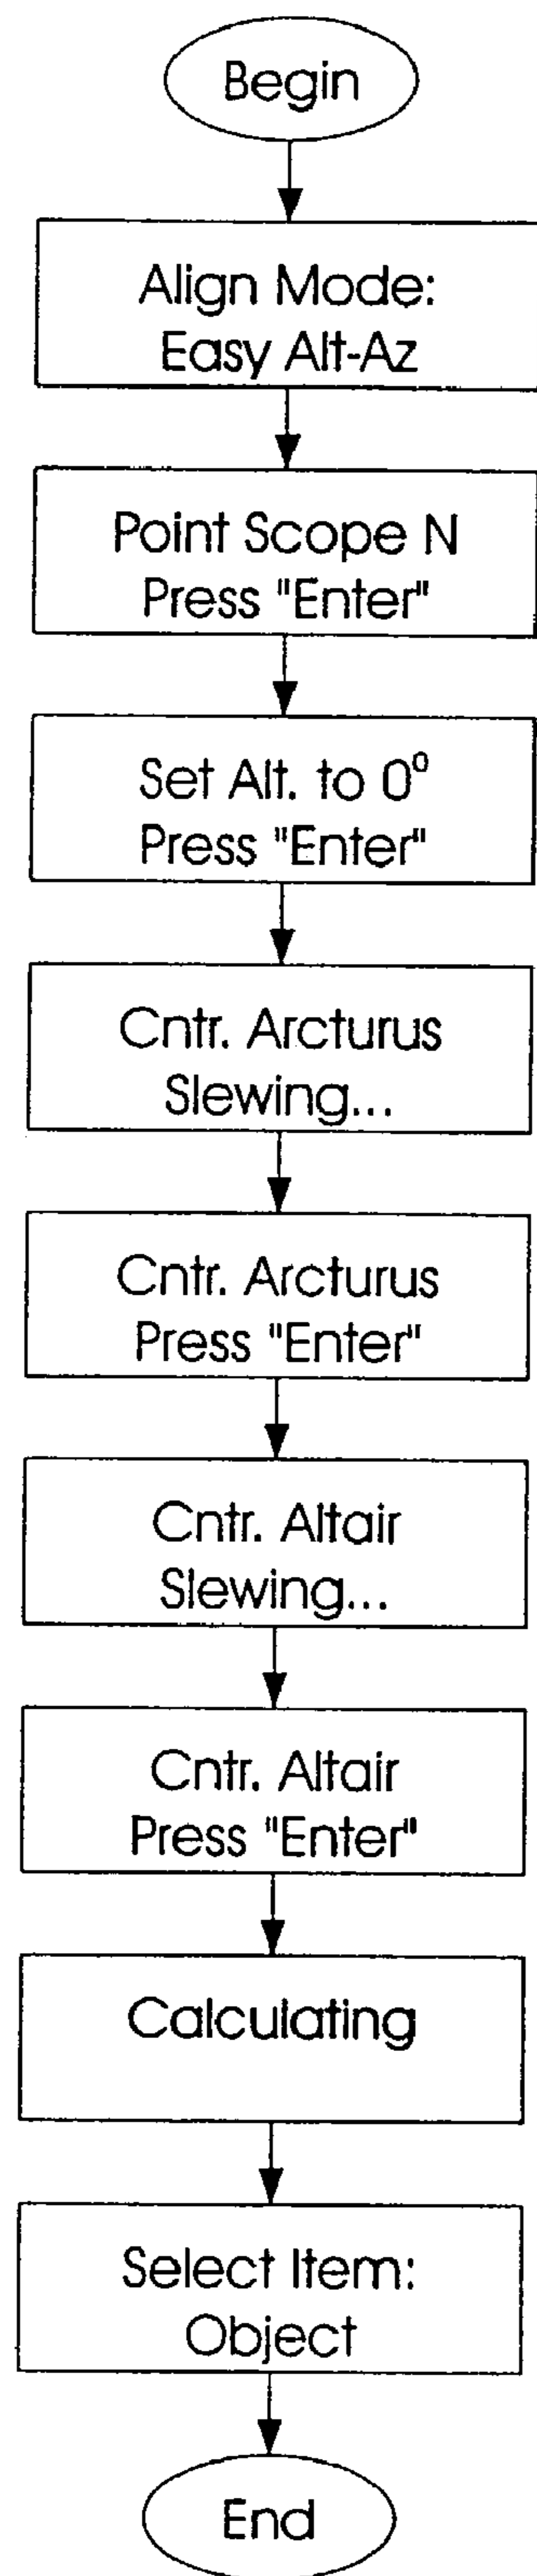 Begin
Align Mode:
Easy Alt-Az
Point Scope N
Press "Enter"
Set Alt. to 0°
Press "Enter"
Cntr. Arcturus
Slewing...
Cntr. Arcturus
Press "Enter"
Cntr. Altair
Slewing...
Cntr. Altair
Press "Enter"
Calculating
Select Item:
Object
End